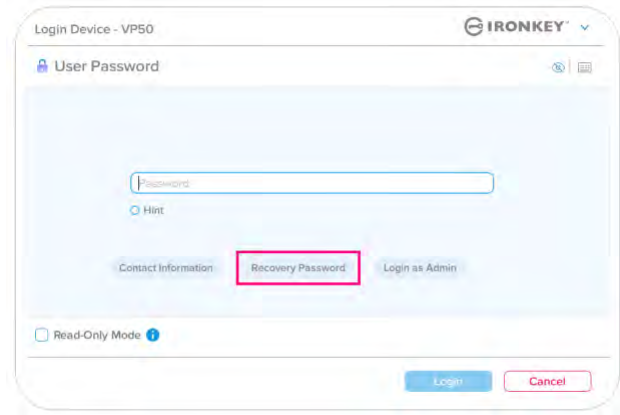 Login Device - VP50 IRONKEY
User Password
Password
Hint
Contact Information Recovery Password Login as Admin
Read-Only Mode
Login Cancel